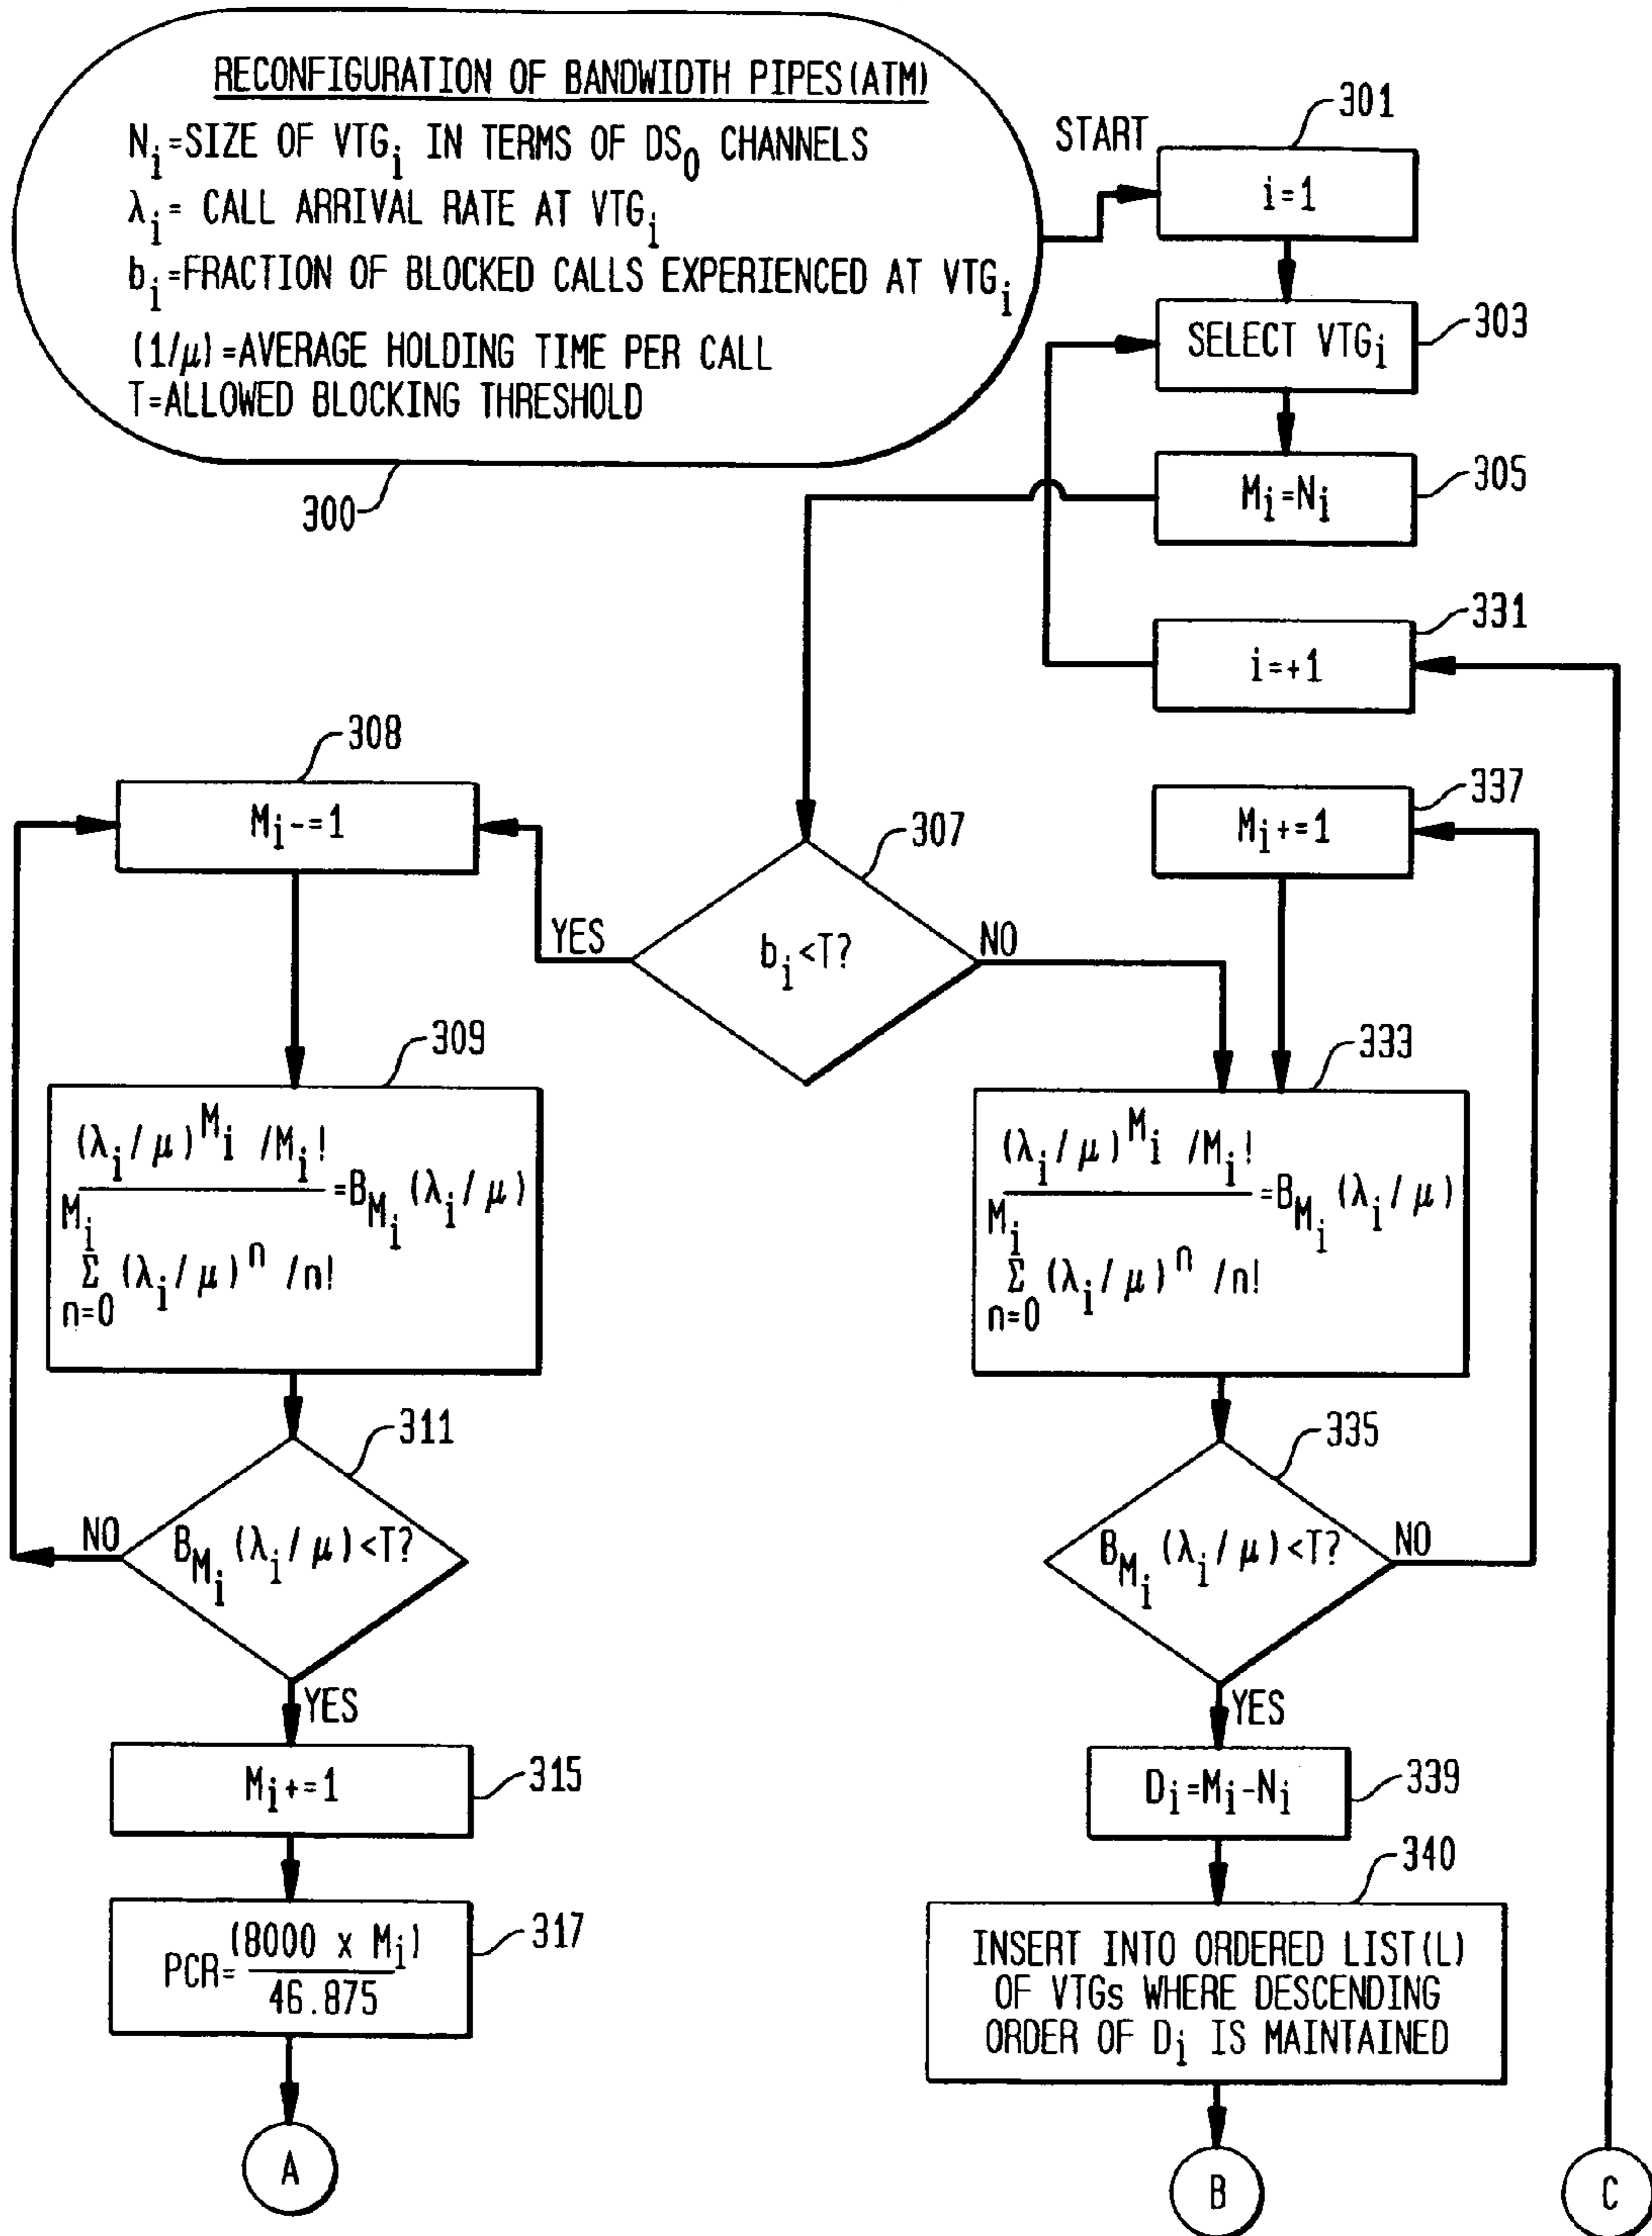 RECONFIGURATION OF BANDWIDTH PIPES(ATM)
Nᵢ=SIZE OF VTGᵢ IN TERMS OF DS₀ CHANNELS
λᵢ= CALL ARRIVAL RATE AT VTGᵢ
bᵢ=FRACTION OF BLOCKED CALLS EXPERIENCED AT VTGᵢ
(1/μ)=AVERAGE HOLDING TIME PER CALL
T=ALLOWED BLOCKING THRESHOLD
300
START
301
i=1
303
SELECT VTGᵢ
305
Mᵢ=Nᵢ
331
i=+1
308
Mᵢ-=1
337
Mᵢ+=1
307
bᵢ<T?
YES
NO
309
(λᵢ/μ)^Mᵢ /Mᵢ!
=B_Mᵢ (λᵢ/μ)
Mᵢ
Σ (λᵢ/μ)ⁿ /n!
n=0
333
(λᵢ/μ)^Mᵢ /Mᵢ!
=B_Mᵢ (λᵢ/μ)
Mᵢ
Σ (λᵢ/μ)ⁿ /n!
n=0
311
B_Mᵢ (λᵢ/μ)<T?
NO
YES
335
B_Mᵢ (λᵢ/μ)<T?
NO
YES
315
Mᵢ+=1
339
Dᵢ=Mᵢ-Nᵢ
317
PCR=(8000 x Mᵢ)
46.875
340
INSERT INTO ORDERED LIST(L)
OF VTGs WHERE DESCENDING
ORDER OF Dᵢ IS MAINTAINED
A
B
C